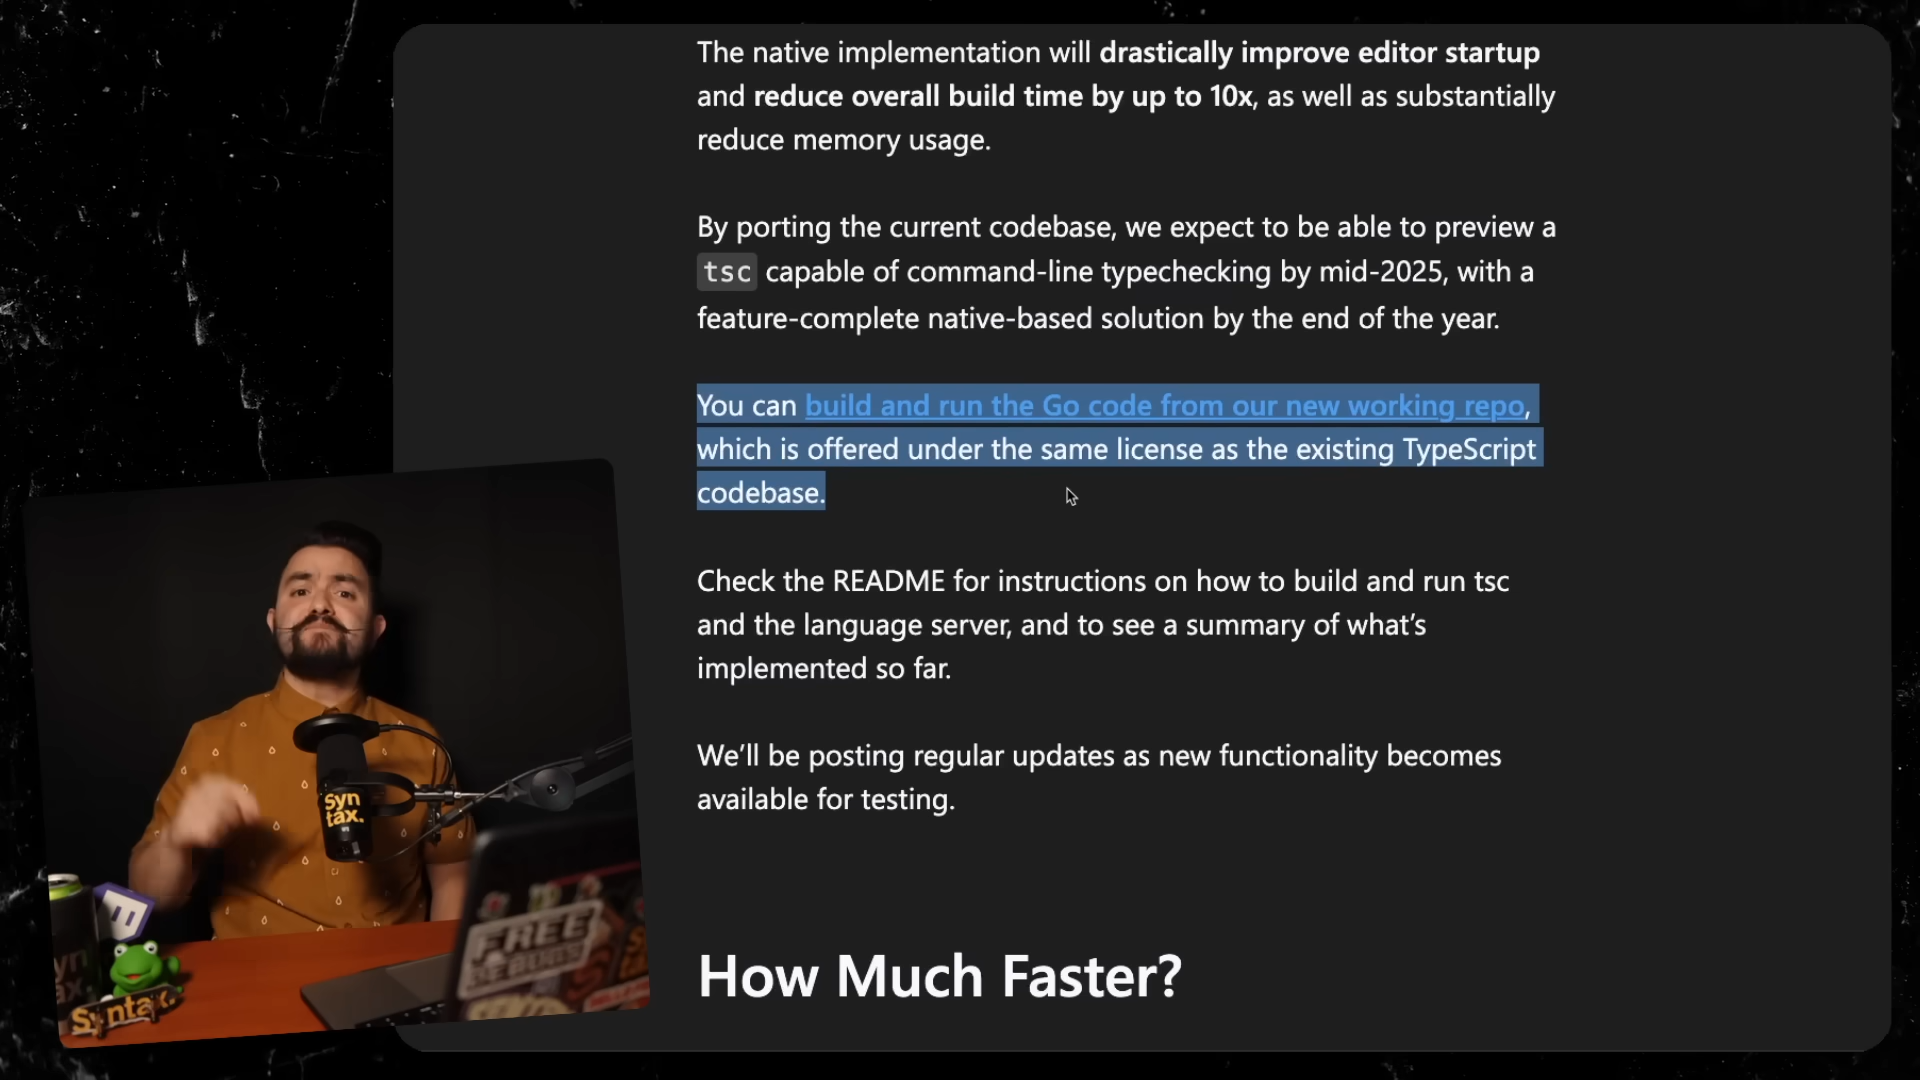 The native implementation will drastically improve editor startup
and reduce overall build time by up to 10x, as well as substantially
reduce memory usage.
By porting the current codebase, we expect to be able to preview a
tsc capable of command-line typechecking by mid-2025, with a
feature-complete native-based solution by the end of the year.
You can build and run the Go code from our new working repo,
which is offered under the same license as the existing TypeScript
codebase.
Check the README for instructions on how to build and run tsc
and the language server, and to see a summary of what’s
implemented so far.
We’ll be posting regular updates as new functionality becomes
available for testing.
How Much Faster?
Syn
tax.
FREE
Syntax.